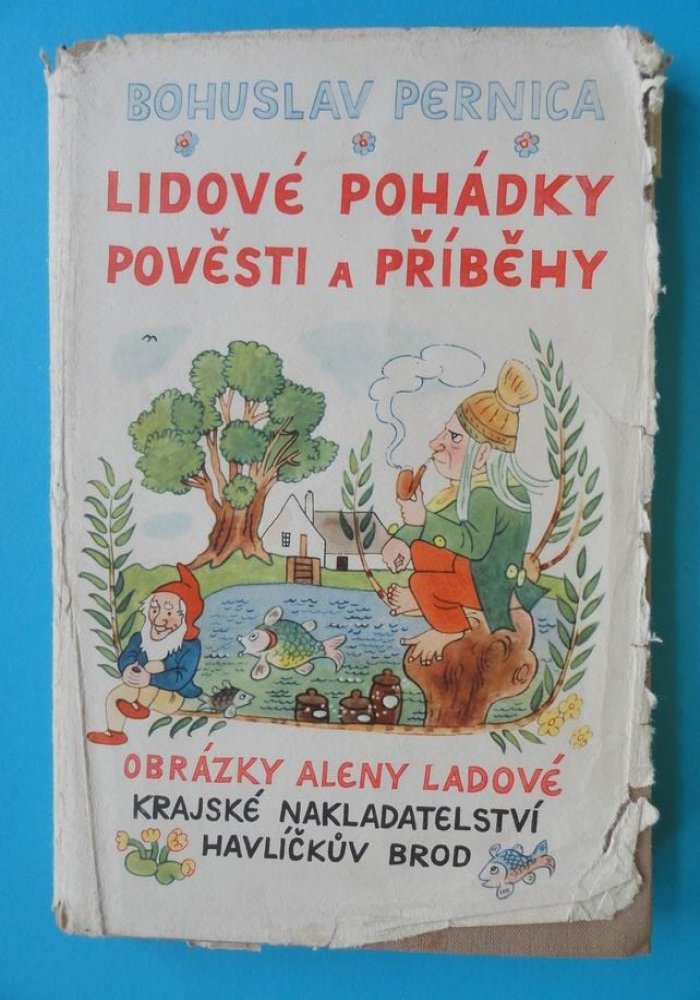 BOHUSLAV PERNICA
LIDOVÉ POHÁDKY
POVĚSTI A PŘÍBĚHY
OBRÁZKY ALENY LADOVÉ
KRAJSKÉ NAKLADATELSTVÍ
HAVLÍČKŮV BROD